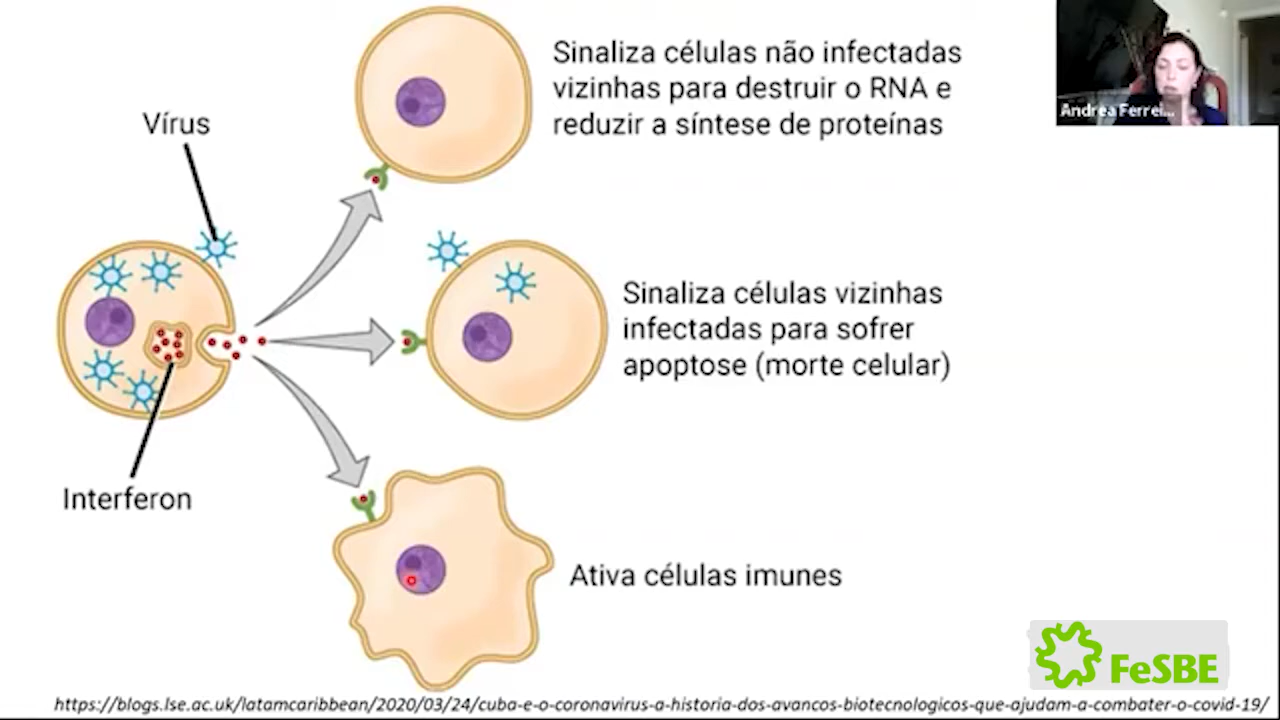 Sinaliza células não infectadas
vizinhas para destruir o RNA e
reduzir a síntese de proteínas
Andrea Ferrei...
Vírus
Sinaliza células vizinhas
infectadas para sofrer
apoptose (morte celular)
Interferon
Ativa células imunes
FeSBE
https://blogs.lse.ac.uk/latamcaribbean/2020/03/24/cuba-e-o-coronavirus-a-historia-dos-avancos-biotecnologicos-que-ajudam-a-combater-o-covid-19/